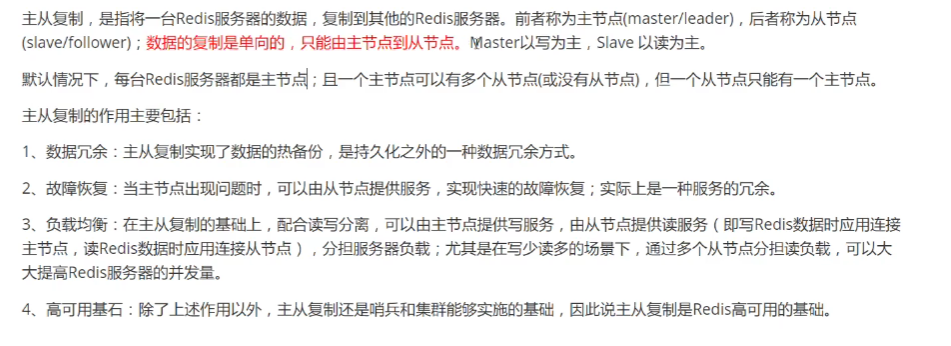 主从复制，是指将一台Redis服务器的数据，复制到其他的Redis服务器。前者称为主节点(master/leader)，后者称为从节点
(slave/follower)；数据的复制是单向的，只能由主节点到从节点。Master以写为主，Slave 以读为主。
默认情况下，每台Redis服务器都是主节点；且一个主节点可以有多个从节点(或没有从节点)，但一个从节点只能有一个主节点。
主从复制的作用主要包括：
1、数据冗余：主从复制实现了数据的热备份，是持久化之外的一种数据冗余方式。
2、故障恢复：当主节点出现问题时，可以由从节点提供服务，实现快速的故障恢复；实际上是一种服务的冗余。
3、负载均衡：在主从复制的基础上，配合读写分离，可以由主节点提供写服务，由从节点提供读服务（即写Redis数据时应用连接
主节点，读Redis数据时应用连接从节点），分担服务器负载；尤其是在写少读多的场景下，通过多个从节点分担读负载，可以大
大提高Redis服务器的并发量。
4、高可用基石：除了上述作用以外，主从复制还是哨兵和集群能够实施的基础，因此说主从复制是Redis高可用的基础。